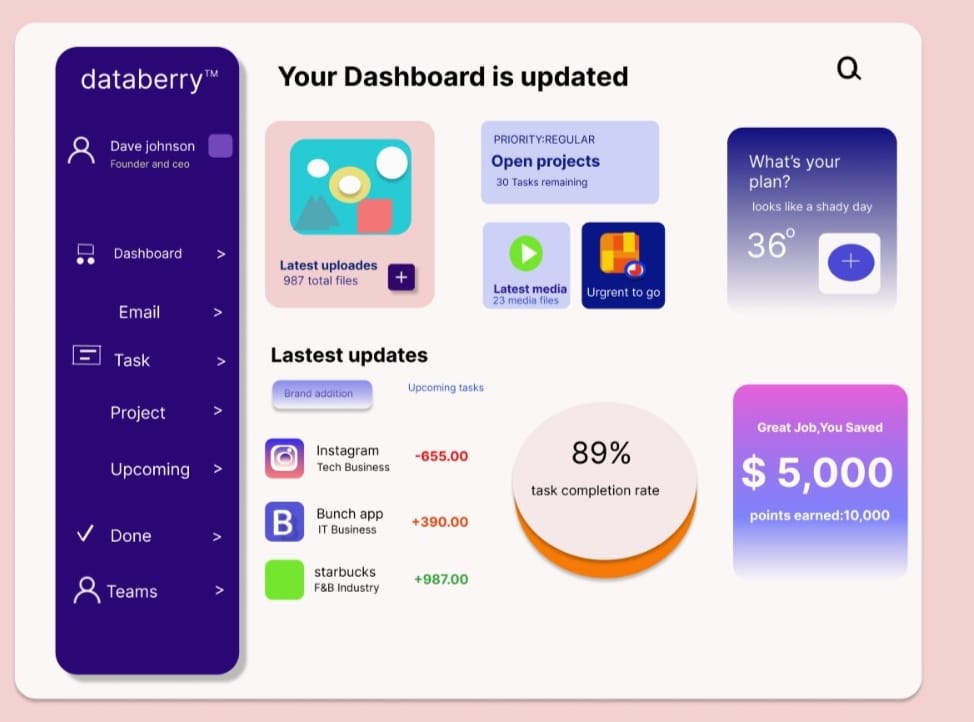 databerry™
Dave johnson
Founder and ceo
Dashboard >
Email >
Task >
Project >
Upcoming >
Done >
Teams >
Your Dashboard is updated
Latest uploades
987 total files
+
PRIORITY:REGULAR
Open projects
30 Tasks remaining
Latest media
23 media files
Urgrent to go
What's your
plan?
looks like a shady day
36°
+
Lastest updates
Brand addition
Upcoming tasks
Instagram
Tech Business
-655.00
B
Bunch app
IT Business
+390.00
starbucks
F&B Industry
+987.00
89%
task completion rate
Great Job,You Saved
$ 5,000
points earned:10,000